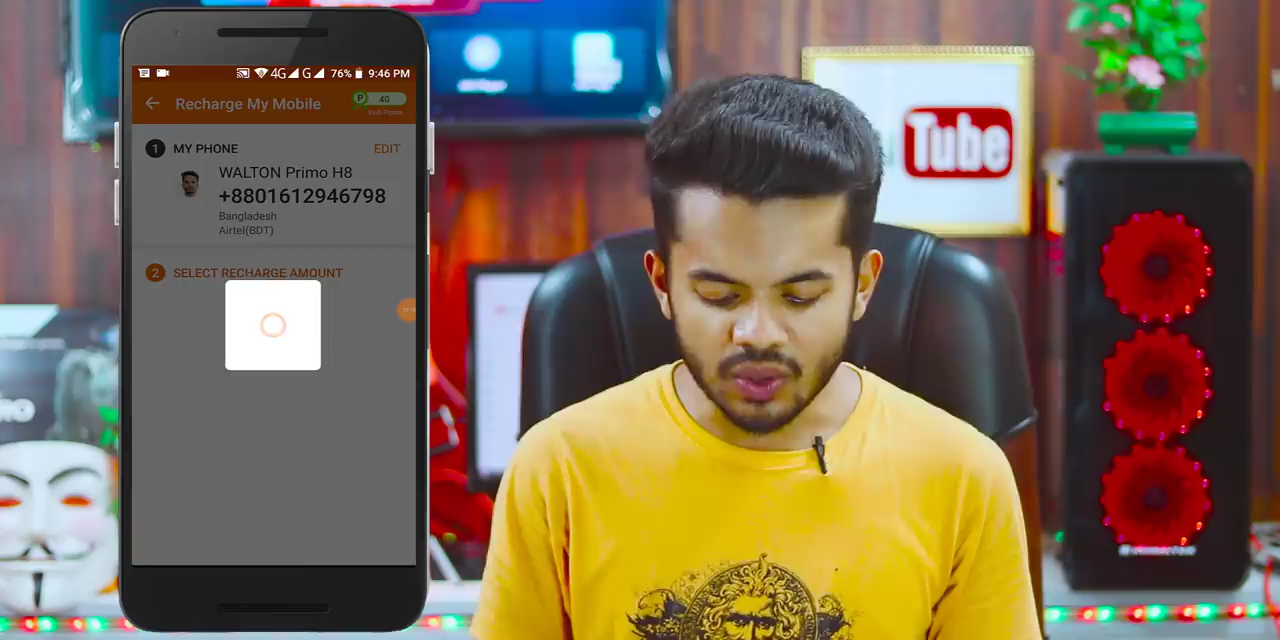 4G G 76% 9:46 PM
Recharge My Mobile
P 40
1 MY PHONE EDIT
WALTON Primo H8
+8801612946798
Bangladesh
Airtel(BDT)
2 SELECT RECHARGE AMOUNT
Tube